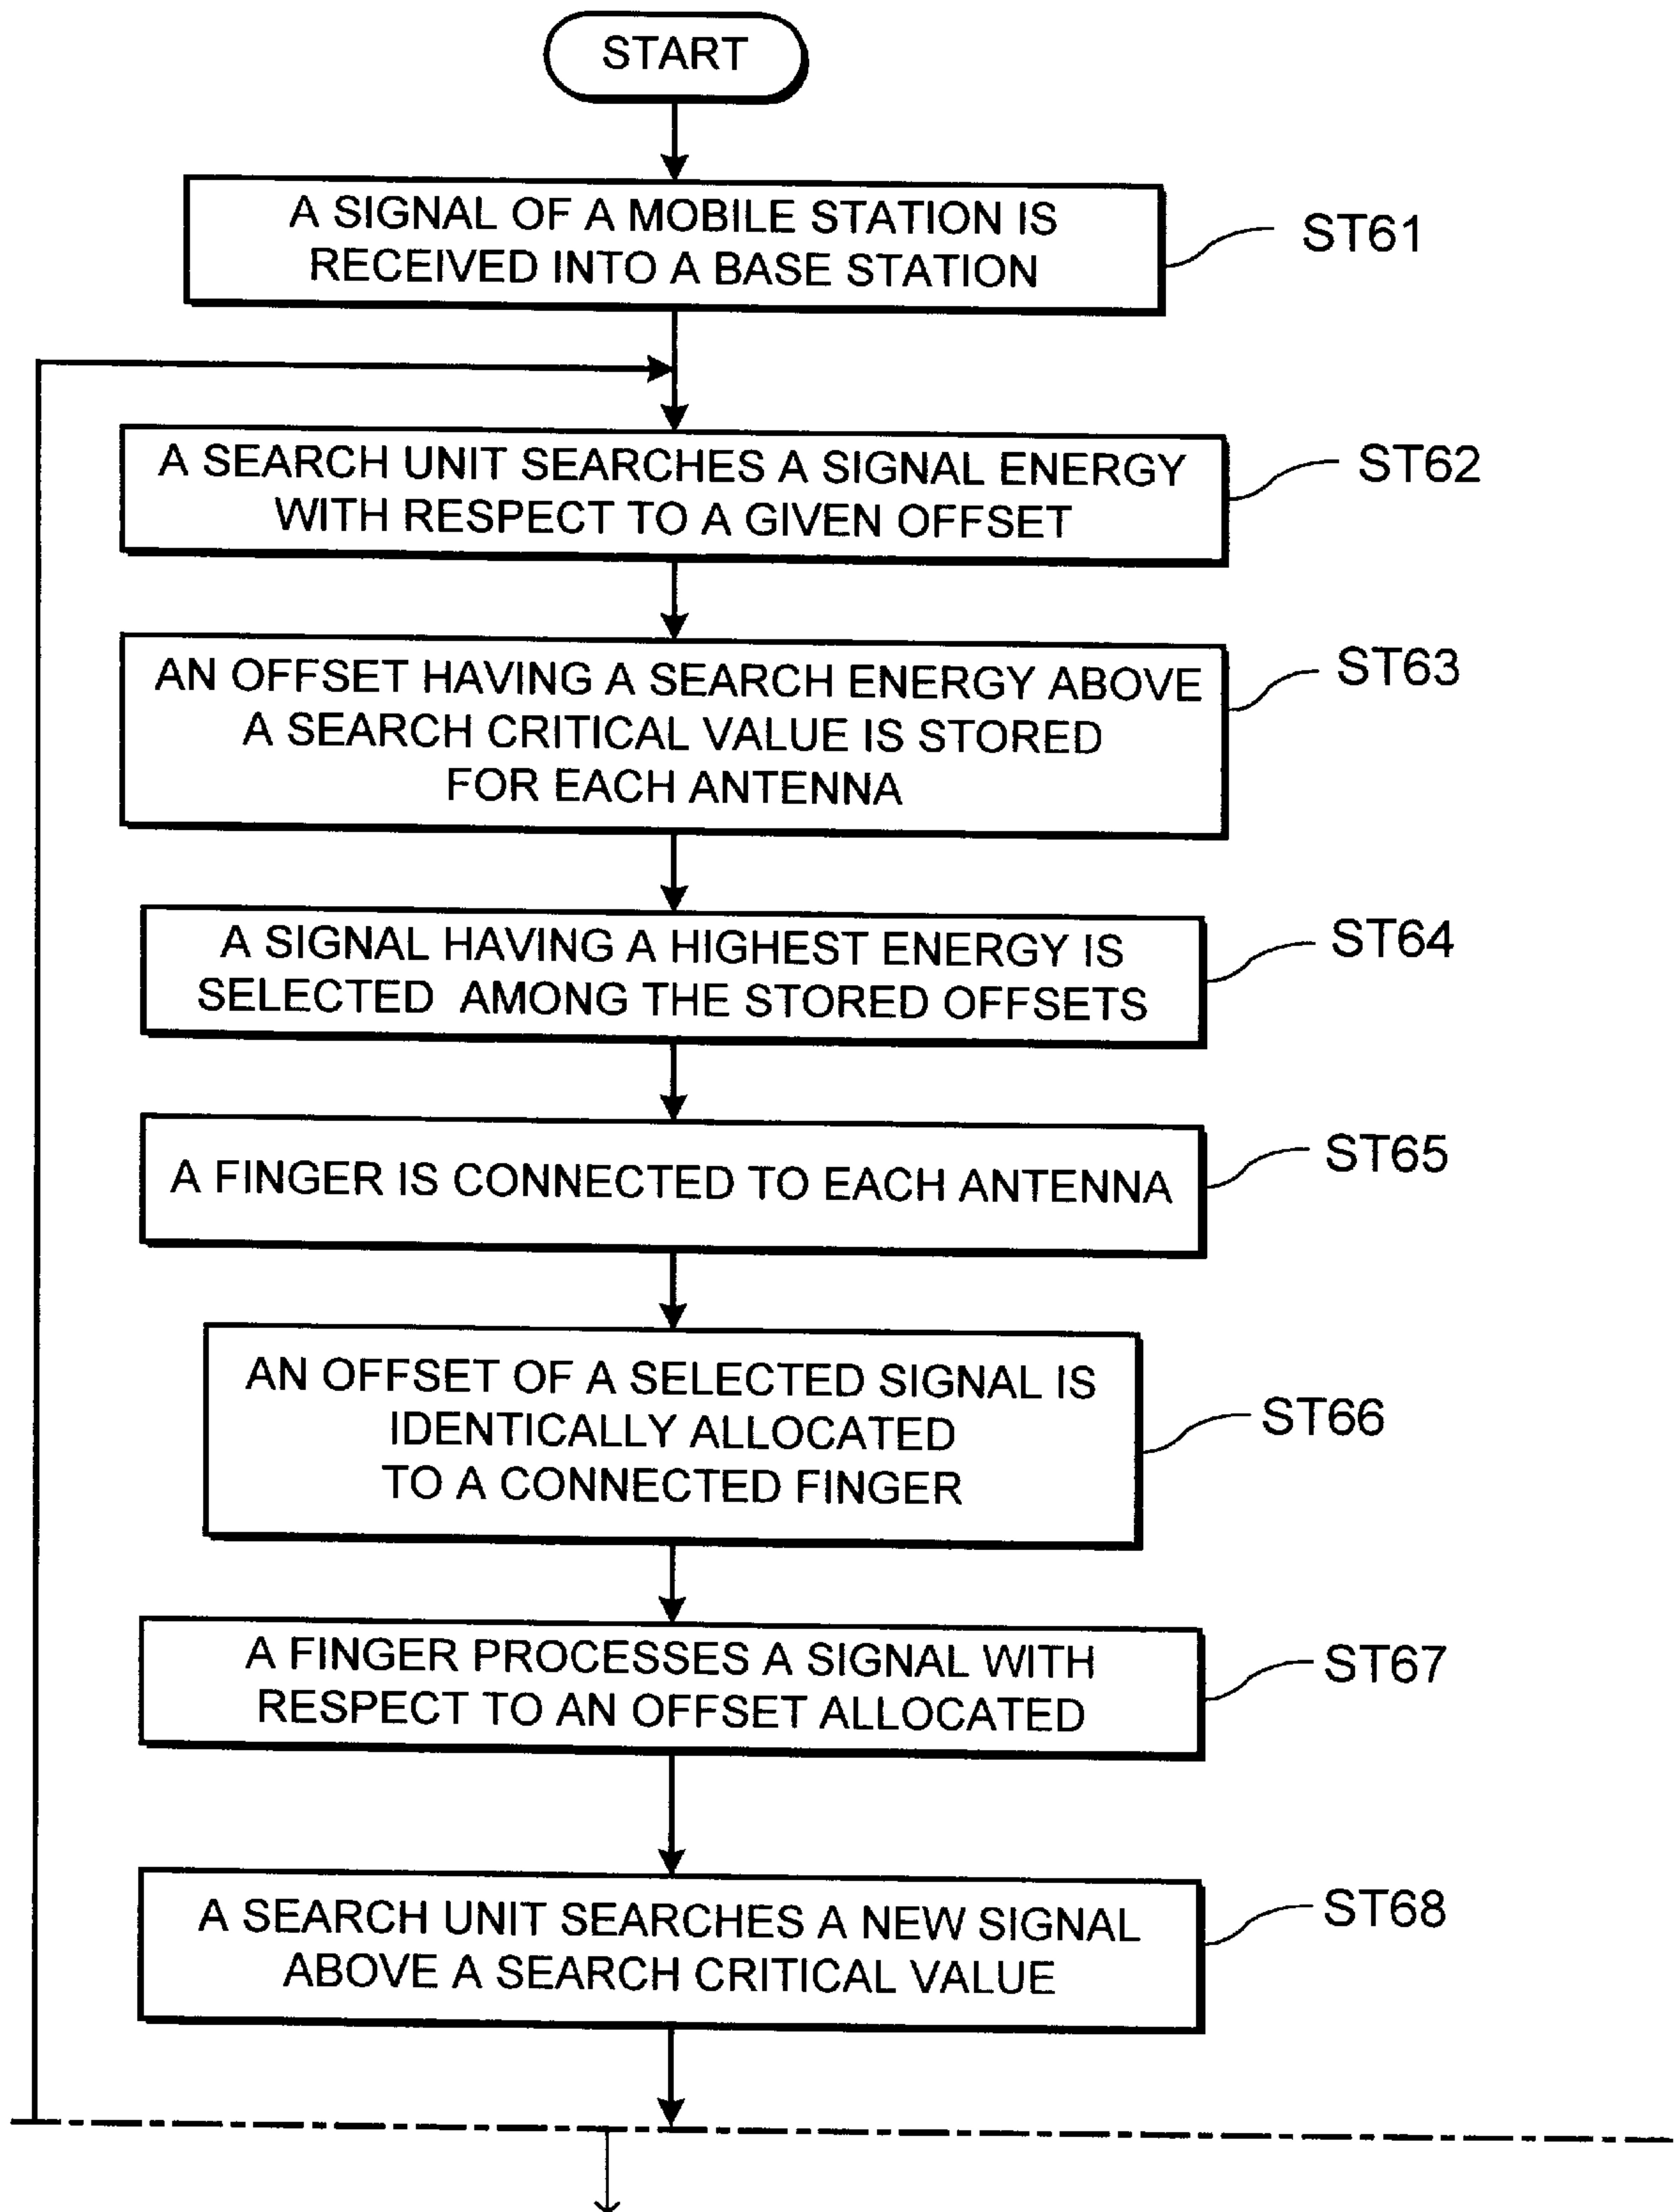 START
A SIGNAL OF A MOBILE STATION IS
RECEIVED INTO A BASE STATION
ST61
A SEARCH UNIT SEARCHES A SIGNAL ENERGY
WITH RESPECT TO A GIVEN OFFSET
ST62
AN OFFSET HAVING A SEARCH ENERGY ABOVE
A SEARCH CRITICAL VALUE IS STORED
FOR EACH ANTENNA
ST63
A SIGNAL HAVING A HIGHEST ENERGY IS
SELECTED AMONG THE STORED OFFSETS
ST64
A FINGER IS CONNECTED TO EACH ANTENNA
ST65
AN OFFSET OF A SELECTED SIGNAL IS
IDENTICALLY ALLOCATED
TO A CONNECTED FINGER
ST66
A FINGER PROCESSES A SIGNAL WITH
RESPECT TO AN OFFSET ALLOCATED
ST67
A SEARCH UNIT SEARCHES A NEW SIGNAL
ABOVE A SEARCH CRITICAL VALUE
ST68